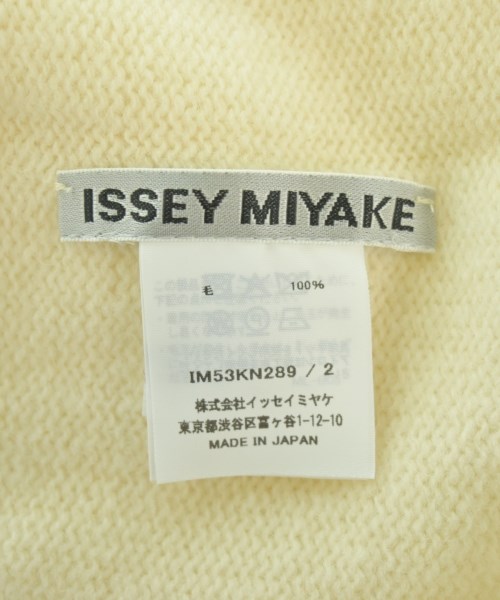 ISSEY MIYAKE
毛 100%
IM53KN289 / 2
株式会社イッセイミヤケ
東京都渋谷区富ヶ谷1-12-10
MADE IN JAPAN